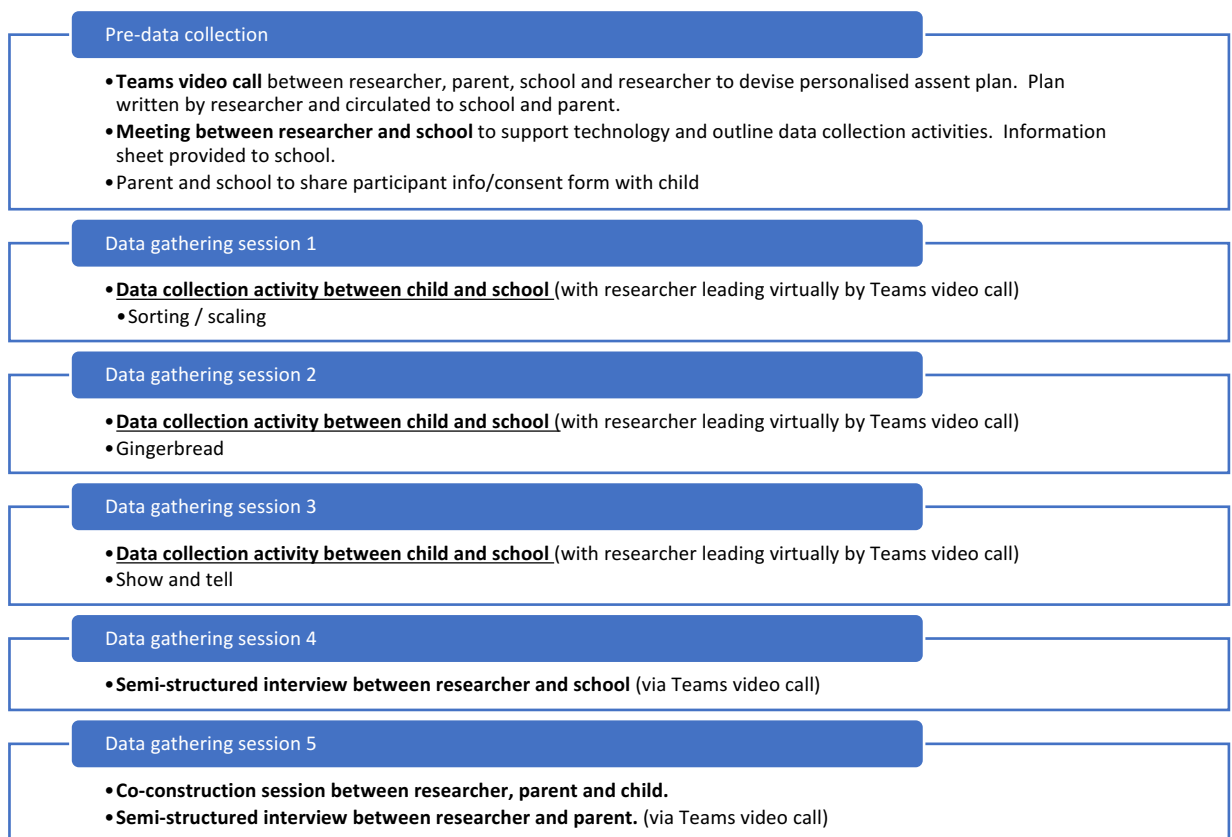 Pre-data collection
•Teams video call between researcher, parent, school and researcher to devise personalised assent plan.  Plan
written by researcher and circulated to school and parent.
•Meeting between researcher and school to support technology and outline data collection activities.  Information
sheet provided to school.
•Parent and school to share participant info/consent form with child
Data gathering session 1
•Data collection activity between child and school (with researcher leading virtually by Teams video call)
•Sorting / scaling
Data gathering session 2
•Data collection activity between child and school (with researcher leading virtually by Teams video call)
•Gingerbread
Data gathering session 3
•Data collection activity between child and school (with researcher leading virtually by Teams video call)
•Show and tell
Data gathering session 4
•Semi-structured interview between researcher and school (via Teams video call)
Data gathering session 5
•Co-construction session between researcher, parent and child.
•Semi-structured interview between researcher and parent. (via Teams video call)